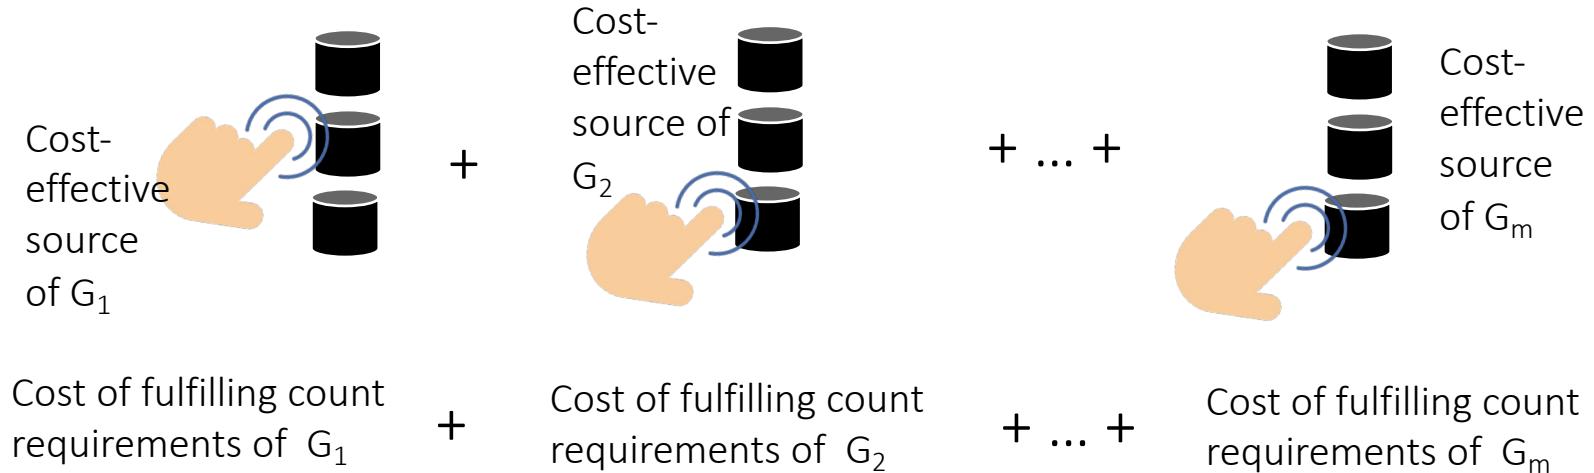 Cost-
effective
source
of G₁
+
Cost-
effective
source of
G₂
+ ... +
Cost-
effective
source
of Gₘ
Cost of fulfilling count
requirements of G₁
+
Cost of fulfilling count
requirements of G₂
+ ... +
Cost of fulfilling count
requirements of Gₘ